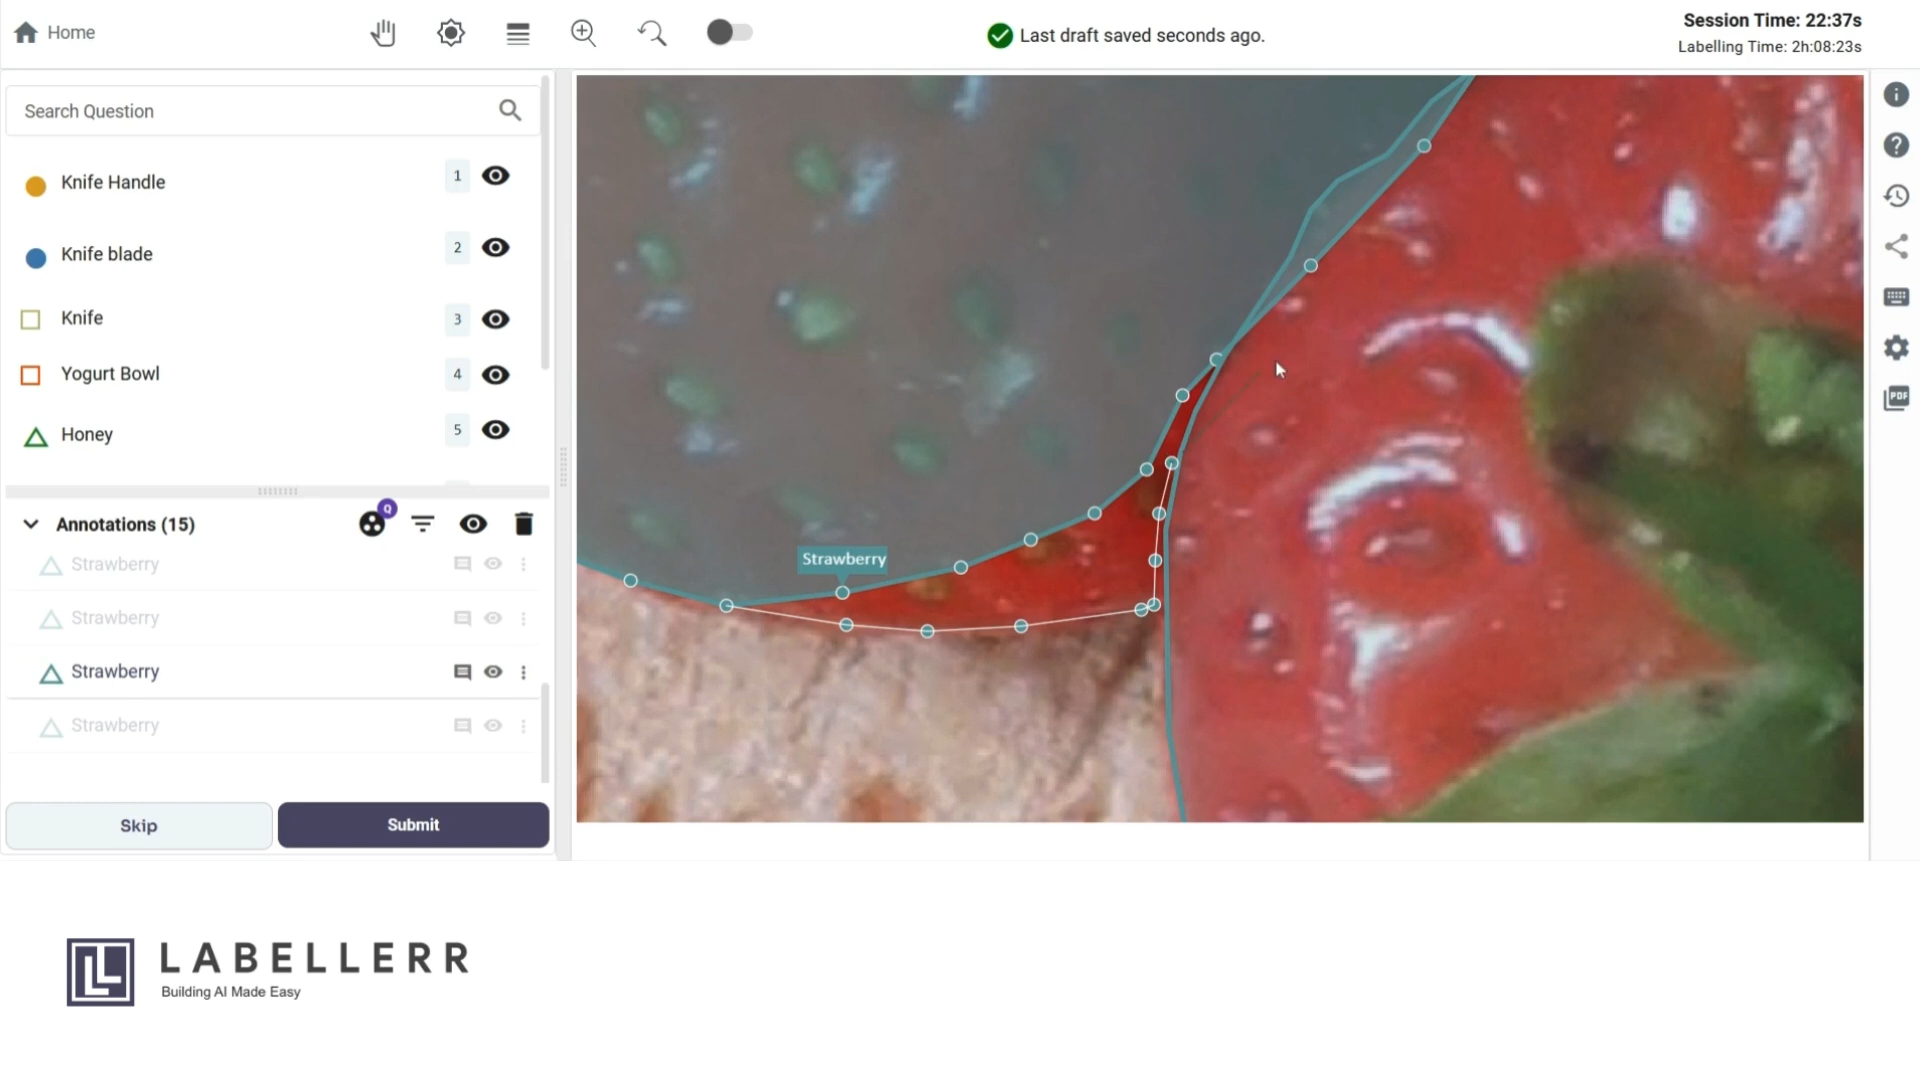 Home
Last draft saved seconds ago.
Session Time: 22:37s
Labelling Time: 2h:08:23s
Search Question
Knife Handle 1
Knife blade 2
Knife 3
Yogurt Bowl 4
Honey 5
Annotations (15)
Q
Strawberry
Strawberry
Strawberry
Strawberry
Skip
Submit
Strawberry
PDF
LABELLERR
Building AI Made Easy